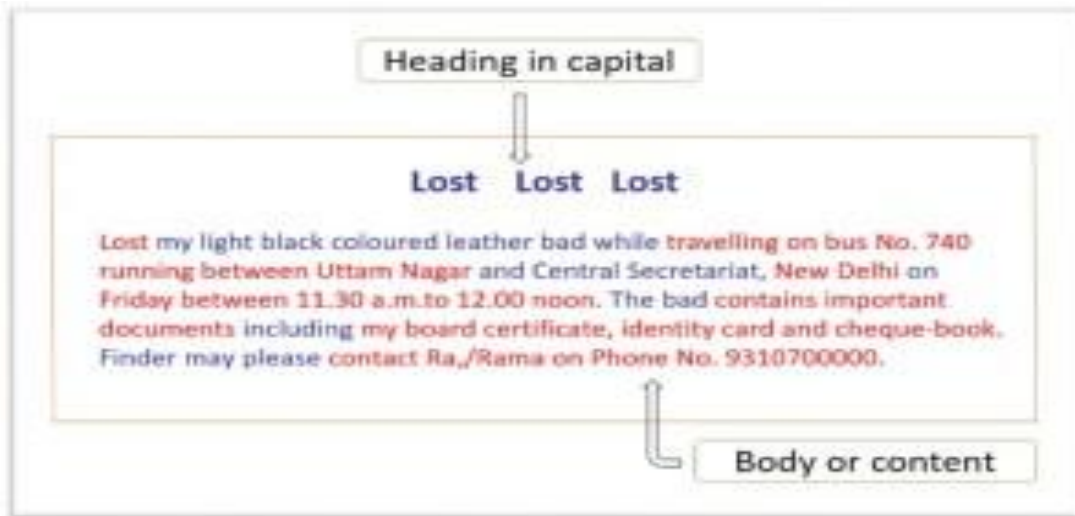 Heading in capital
Lost Lost Lost
Lost my light black coloured leather bad while travelling on bus No. 740
running between Uttam Nagar and Central Secretariat, New Delhi on
Friday between 11.30 a.m.to 12.00 noon. The bad contains important
documents including my board certificate, identity card and cheque-book.
Finder may please contact Ra,,/Rama on Phone No. 9310700000.
Body or content